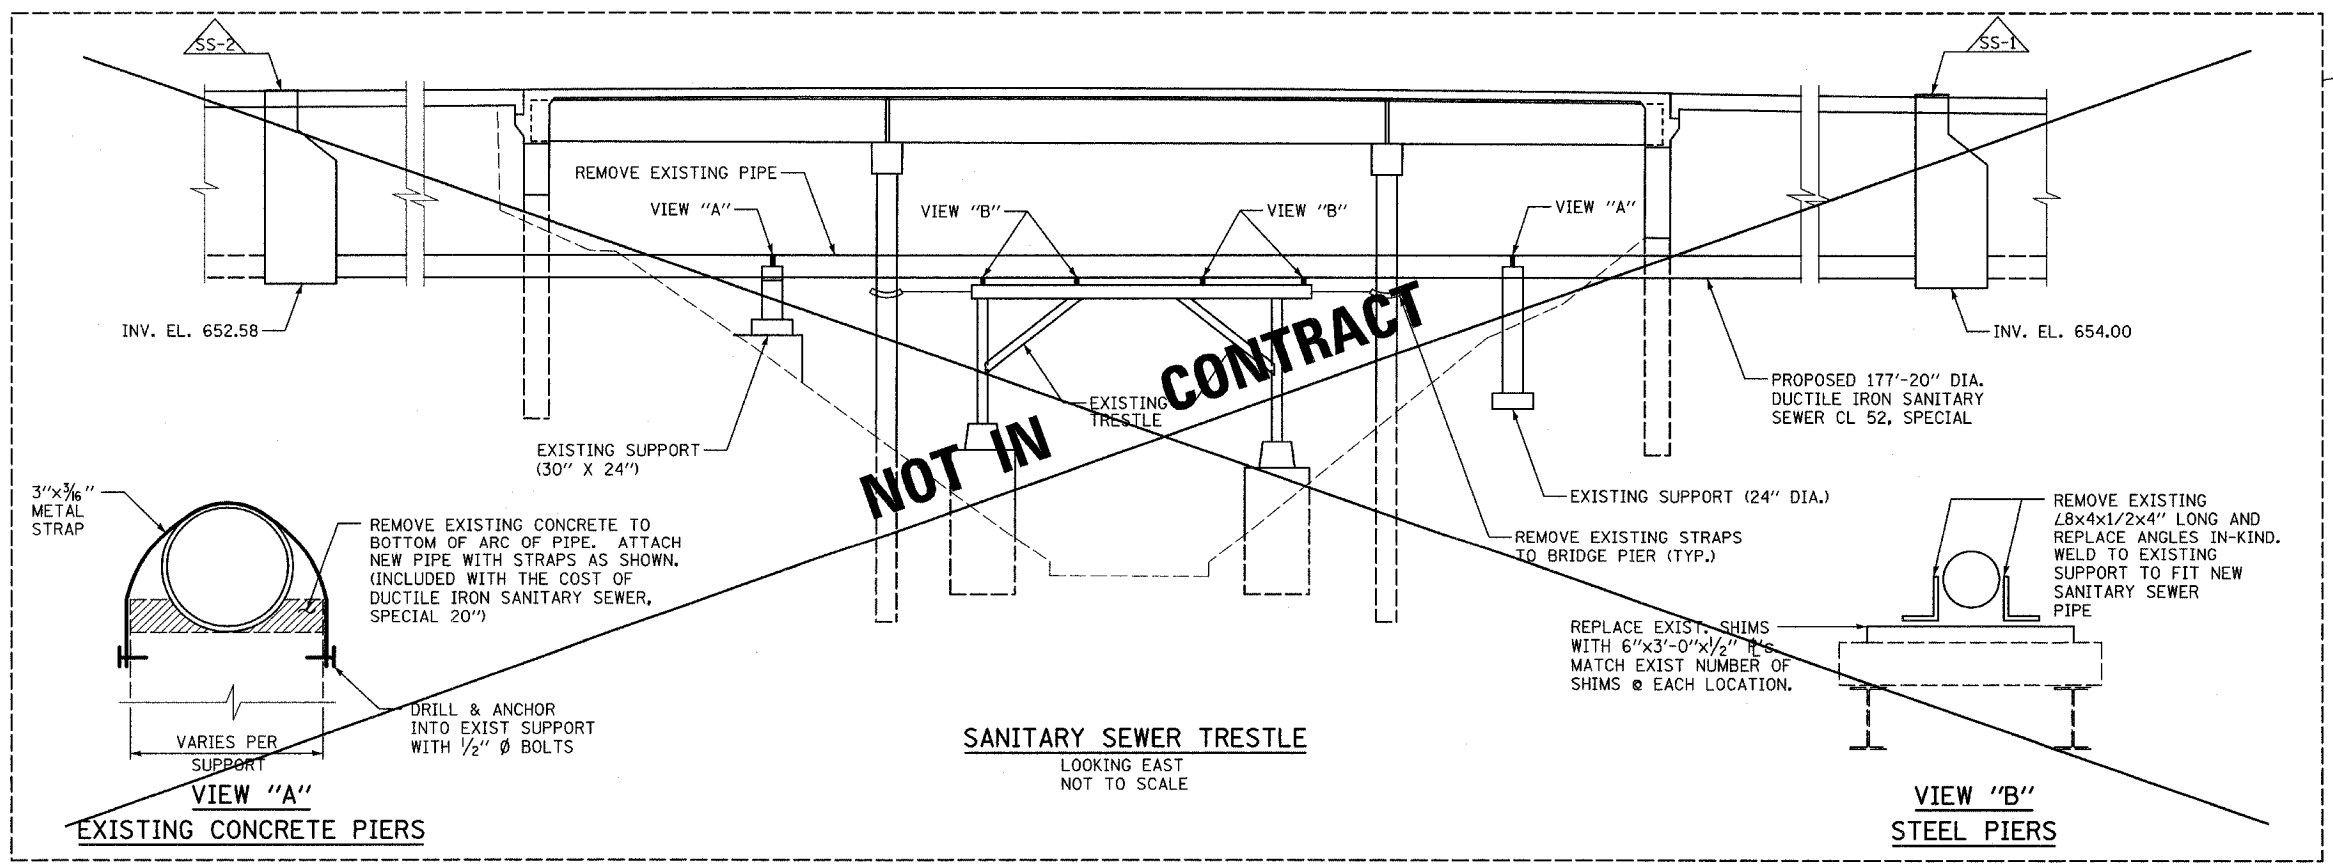 SS-2
SS-1
REMOVE EXISTING PIPE
VIEW "A"
VIEW "B"
VIEW "B"
VIEW "A"
INV. EL. 652.58
INV. EL. 654.00
PROPOSED 177'-20" DIA.
DUCTILE IRON SANITARY
SEWER CL 52, SPECIAL
EXISTING
TRESTLE
NOT IN CONTRACT
EXISTING SUPPORT
(30" X 24")
EXISTING SUPPORT (24" DIA.)
REMOVE EXISTING STRAPS
TO BRIDGE PIER (TYP.)
3"x3/16"
METAL
STRAP
REMOVE EXISTING CONCRETE TO
BOTTOM OF ARC OF PIPE. ATTACH
NEW PIPE WITH STRAPS AS SHOWN.
(INCLUDED WITH THE COST OF
DUCTILE IRON SANITARY SEWER,
SPECIAL 20")
DRILL & ANCHOR
INTO EXIST SUPPORT
WITH 1/2" Ø BOLTS
VARIES PER
SUPPORT
VIEW "A"
EXISTING CONCRETE PIERS
SANITARY SEWER TRESTLE
LOOKING EAST
NOT TO SCALE
REMOVE EXISTING
∠8x4x1/2x4" LONG AND
REPLACE ANGLES IN-KIND.
WELD TO EXISTING
SUPPORT TO FIT NEW
SANITARY SEWER
PIPE
REPLACE EXIST. SHIMS
WITH 6"x3'-0"x1/2" ℄'S
MATCH EXIST NUMBER OF
SHIMS @ EACH LOCATION.
VIEW "B"
STEEL PIERS